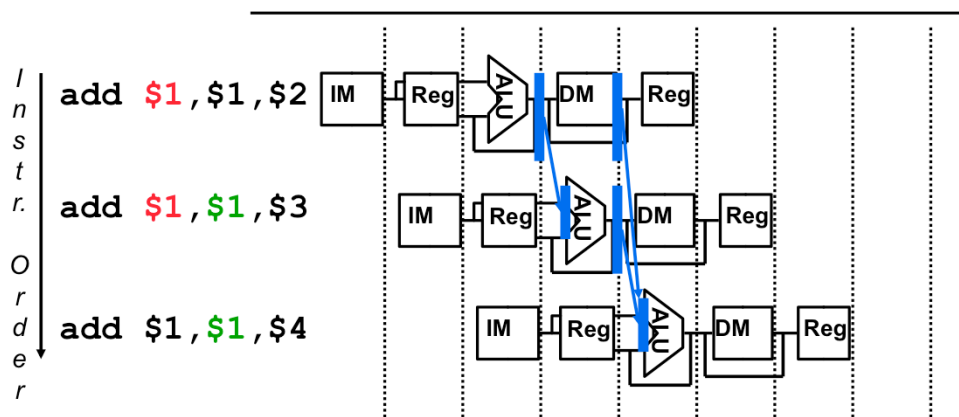 Instr. Order
add $1,$1,$2 IM Reg ALU DM Reg
add $1,$1,$3 IM Reg ALU DM Reg
add $1,$1,$4 IM Reg ALU DM Reg